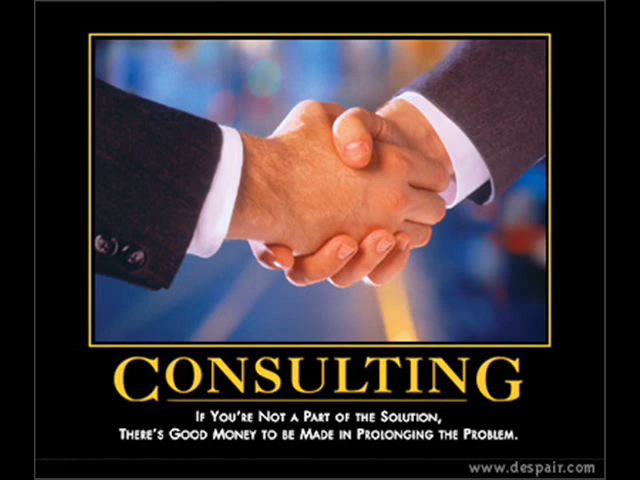 CONSULTING
IF YOU'RE NOT A PART OF THE SOLUTION,
THERE'S GOOD MONEY TO BE MADE IN PROLONGING THE PROBLEM.
www.despair.com